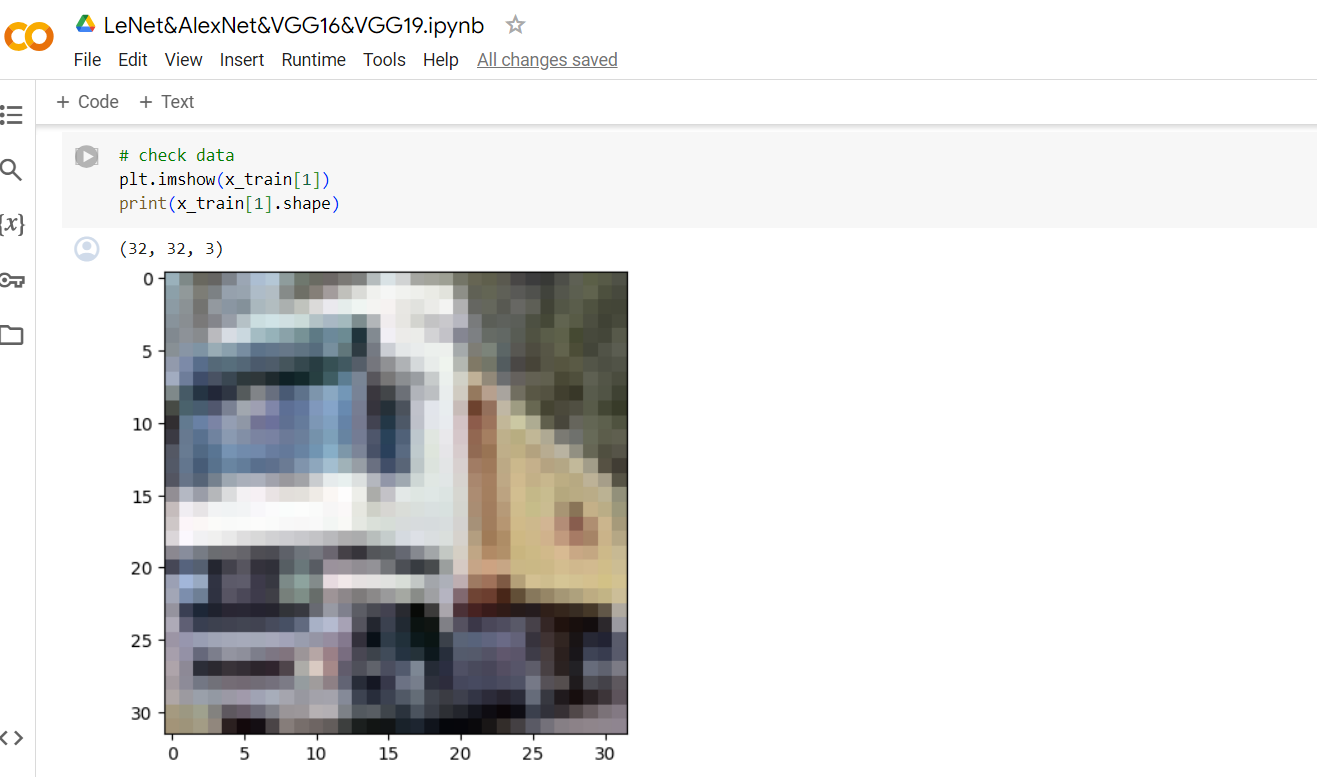 LeNet&AlexNet&VGG16&VGG19.ipynb
File Edit View Insert Runtime Tools Help All changes saved
+ Code + Text
# check data
plt.imshow(x_train[1])
print(x_train[1].shape)
{x}
(32, 32, 3)
0
5
10
15
20
25
30
0 5 10 15 20 25 30